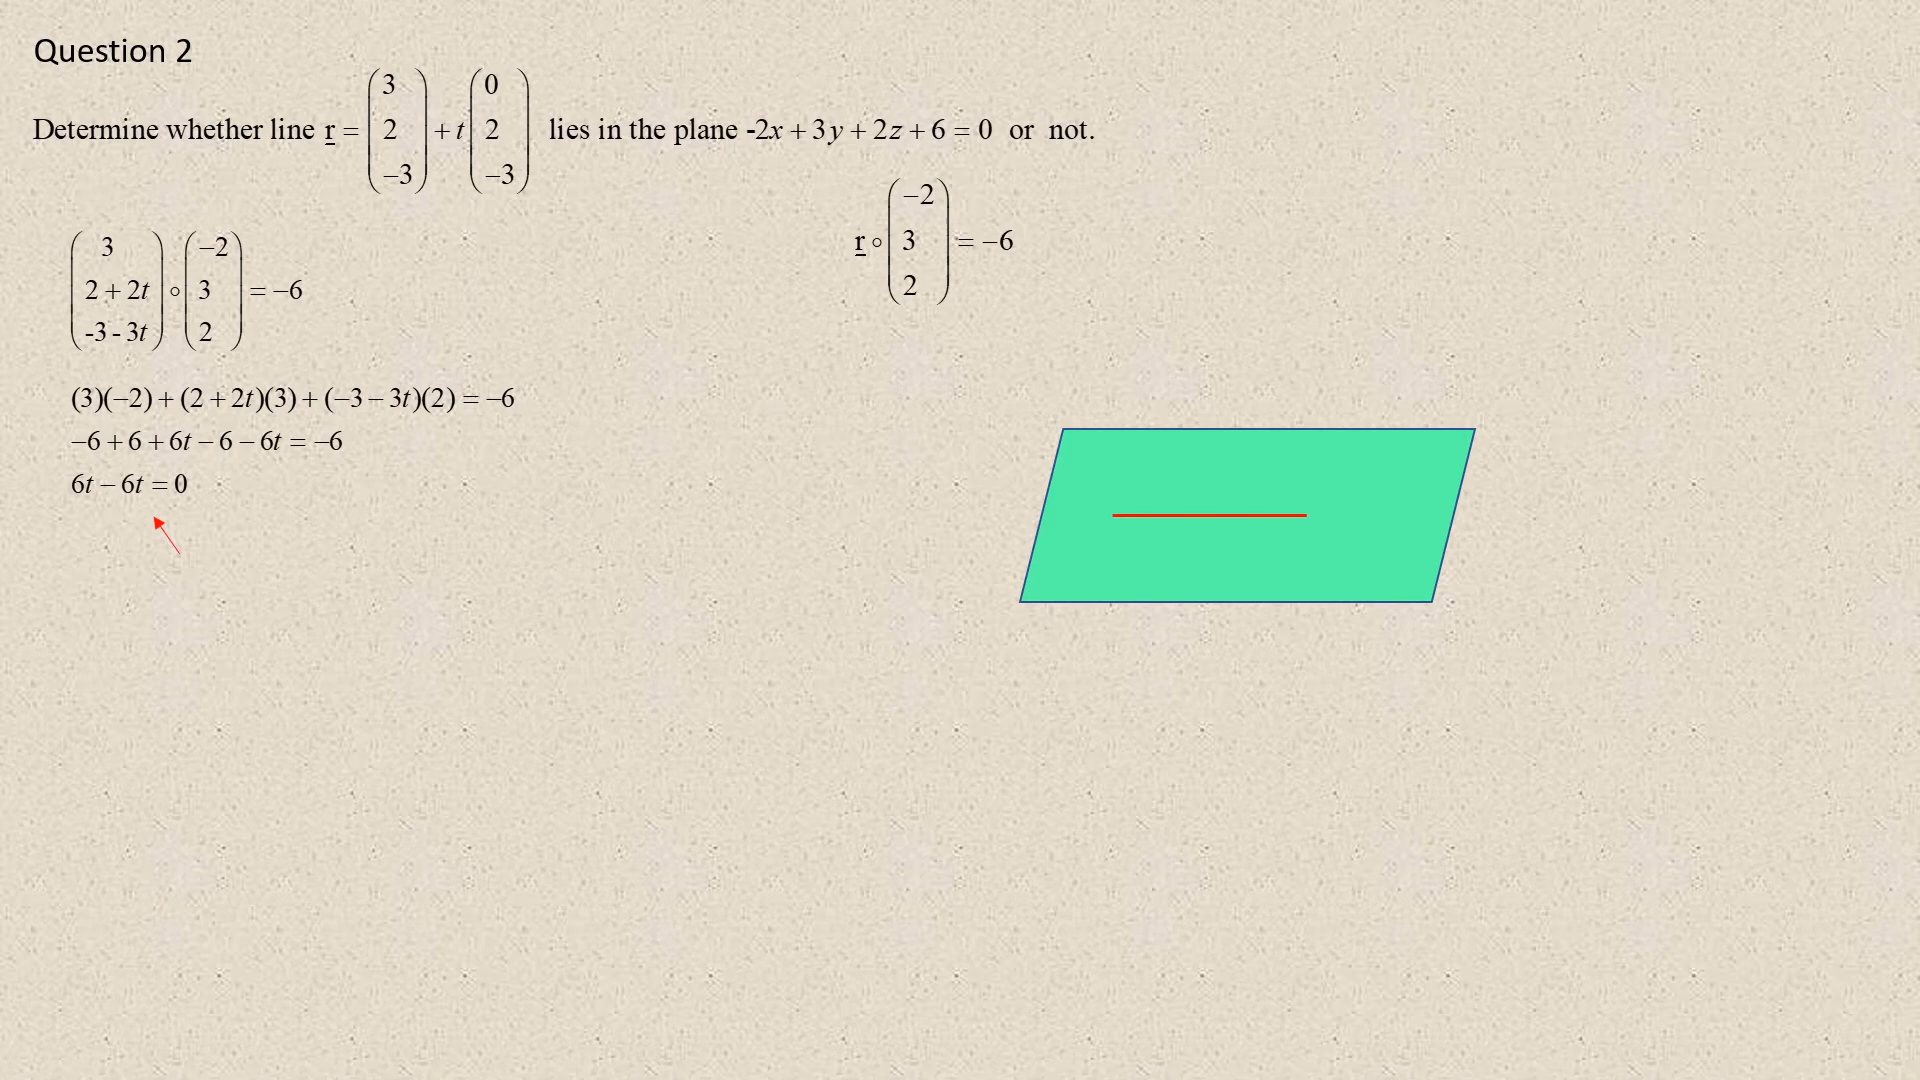 Question 2
Determine whether line r = (3 2 −3) + t (0 2 −3) lies in the plane -2x + 3y + 2z + 6 = 0 or not.
r ∘ (−2 3 2) = −6
(3 2 + 2t -3 - 3t) ∘ (−2 3 2) = −6
(3)(−2) + (2 + 2t)(3) + (−3 − 3t)(2) = −6
−6 + 6 + 6t − 6 − 6t = −6
6t − 6t = 0